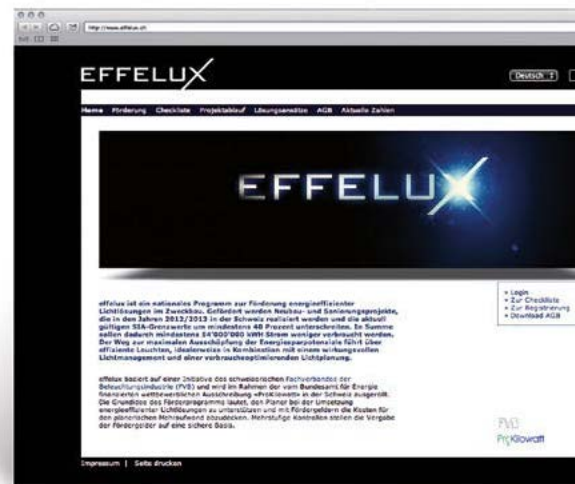 http://www.effelux.ch
EFFELUX
Deutsch
Home Förderung Checkliste Projektablauf Lösungsansätze AGB Aktuelle Zahlen
EFFELUX
effelux ist ein nationales Programm zur Förderung energieeffizienter
Lichtlösungen im Zweckbau. Gefördert werden Neubau- und Sanierungsprojekte,
die in den Jahren 2012/2013 in der Schweiz realisiert werden und die aktuell
gültigen SIA-Grenzwerte um mindestens 40 Prozent unterschreiten. In Summe
sollen dadurch mindestens 54'000'000 kWH Strom weniger verbraucht werden.
Der Weg zur maximalen Ausschöpfung der Energiesparpotenziale führt über
effiziente Leuchten, idealerweise in Kombination mit einem wirkungsvollen
Lichtmanagement und einer verbrauchsoptimierenden Lichtplanung.
» Login
» Zur Checkliste
» Zur Registrierung
» Download AGB
effelux basiert auf einer Initiative des schweizerischen Fachverbandes der
Beleuchtungsindustrie (FVB) und wird im Rahmen der vom Bundesamt für Energie
finanzierten wettbewerblichen Ausschreibung «ProKilowatt» in der Schweiz ausgerollt.
Die Grundidee des Förderprogramms lautet, den Planer bei der Umsetzung
energieeffizienter Lichtlösungen zu unterstützen und mit Fördergeldern die Kosten für
den planerischen Mehraufwand abzudecken. Mehrstufige Kontrollen stellen die Vergabe
der Fördergelder auf eine sichere Basis.
FVB
ProKilowatt
Impressum | Seite drucken